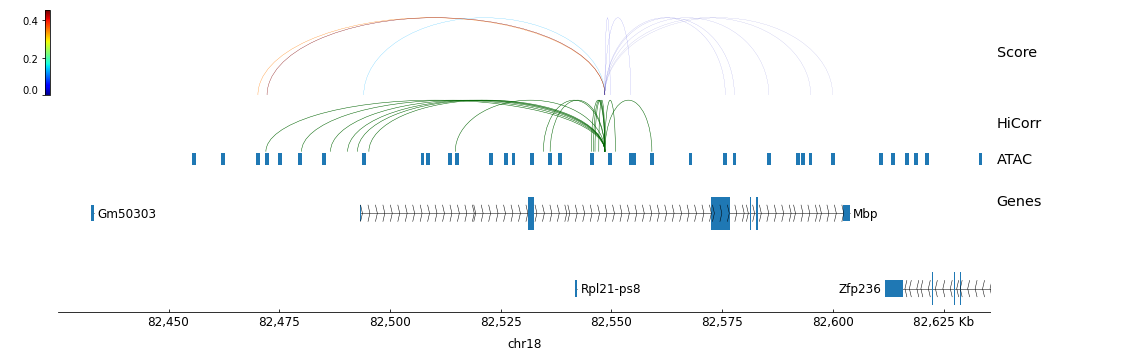 0.4
0.2
0.0
Score
HiCorr
ATAC
Genes
Gm50303
Mbp
Rpl21-ps8
Zfp236
82,450 82,475 82,500 82,525 82,550 82,575 82,600 82,625 Kb
chr18